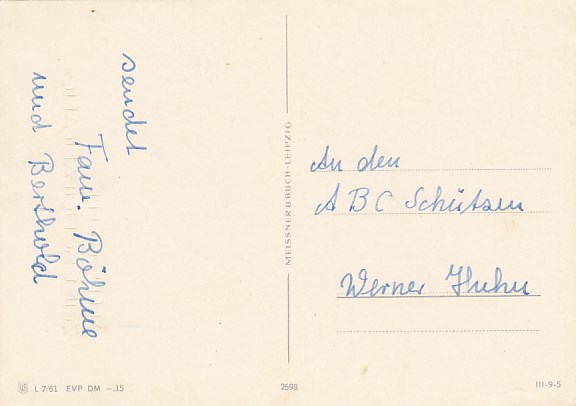 sendet
Fam. Böhme
und Berthold
MEISSNER & BUCH · LEIPZIG
An den
ABC Schützen
Werner Huhn
L 7/61 EVP DM –.15
2698
III-9-5